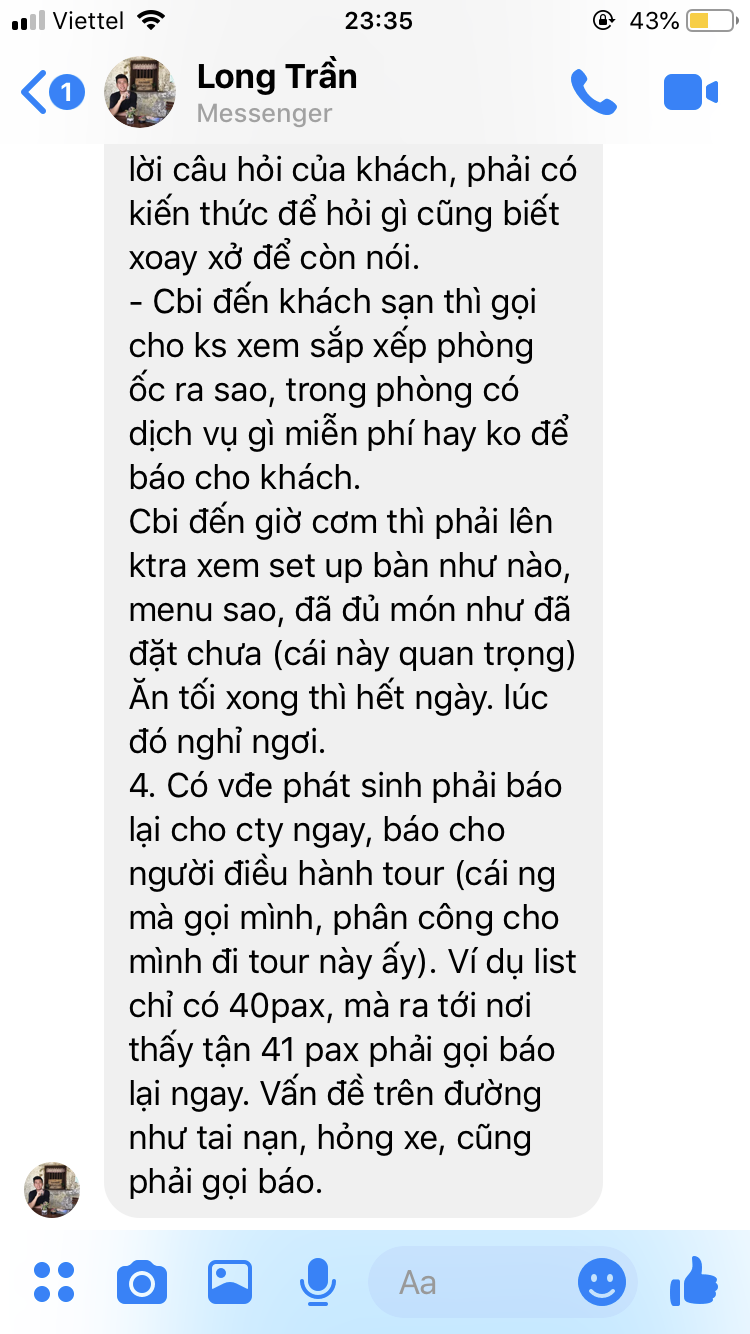 Viettel
23:35
43%
1
Long Trần
Messenger
lời câu hỏi của khách, phải có
kiến thức để hỏi gì cũng biết
xoay xở để còn nói.
- Cbi đến khách sạn thì gọi
cho ks xem sắp xếp phòng
ốc ra sao, trong phòng có
dịch vụ gì miễn phí hay ko để
báo cho khách.
Cbi đến giờ cơm thì phải lên
ktra xem set up bàn như nào,
menu sao, đã đủ món như đã
đặt chưa (cái này quan trọng)
Ăn tối xong thì hết ngày. lúc
đó nghỉ ngơi.
4. Có vđe phát sinh phải báo
lại cho cty ngay, báo cho
người điều hành tour (cái ng
mà gọi mình, phân công cho
mình đi tour này ấy). Ví dụ list
chỉ có 40pax, mà ra tới nơi
thấy tận 41 pax phải gọi báo
lại ngay. Vấn đề trên đường
như tai nạn, hỏng xe, cũng
phải gọi báo.
Aa